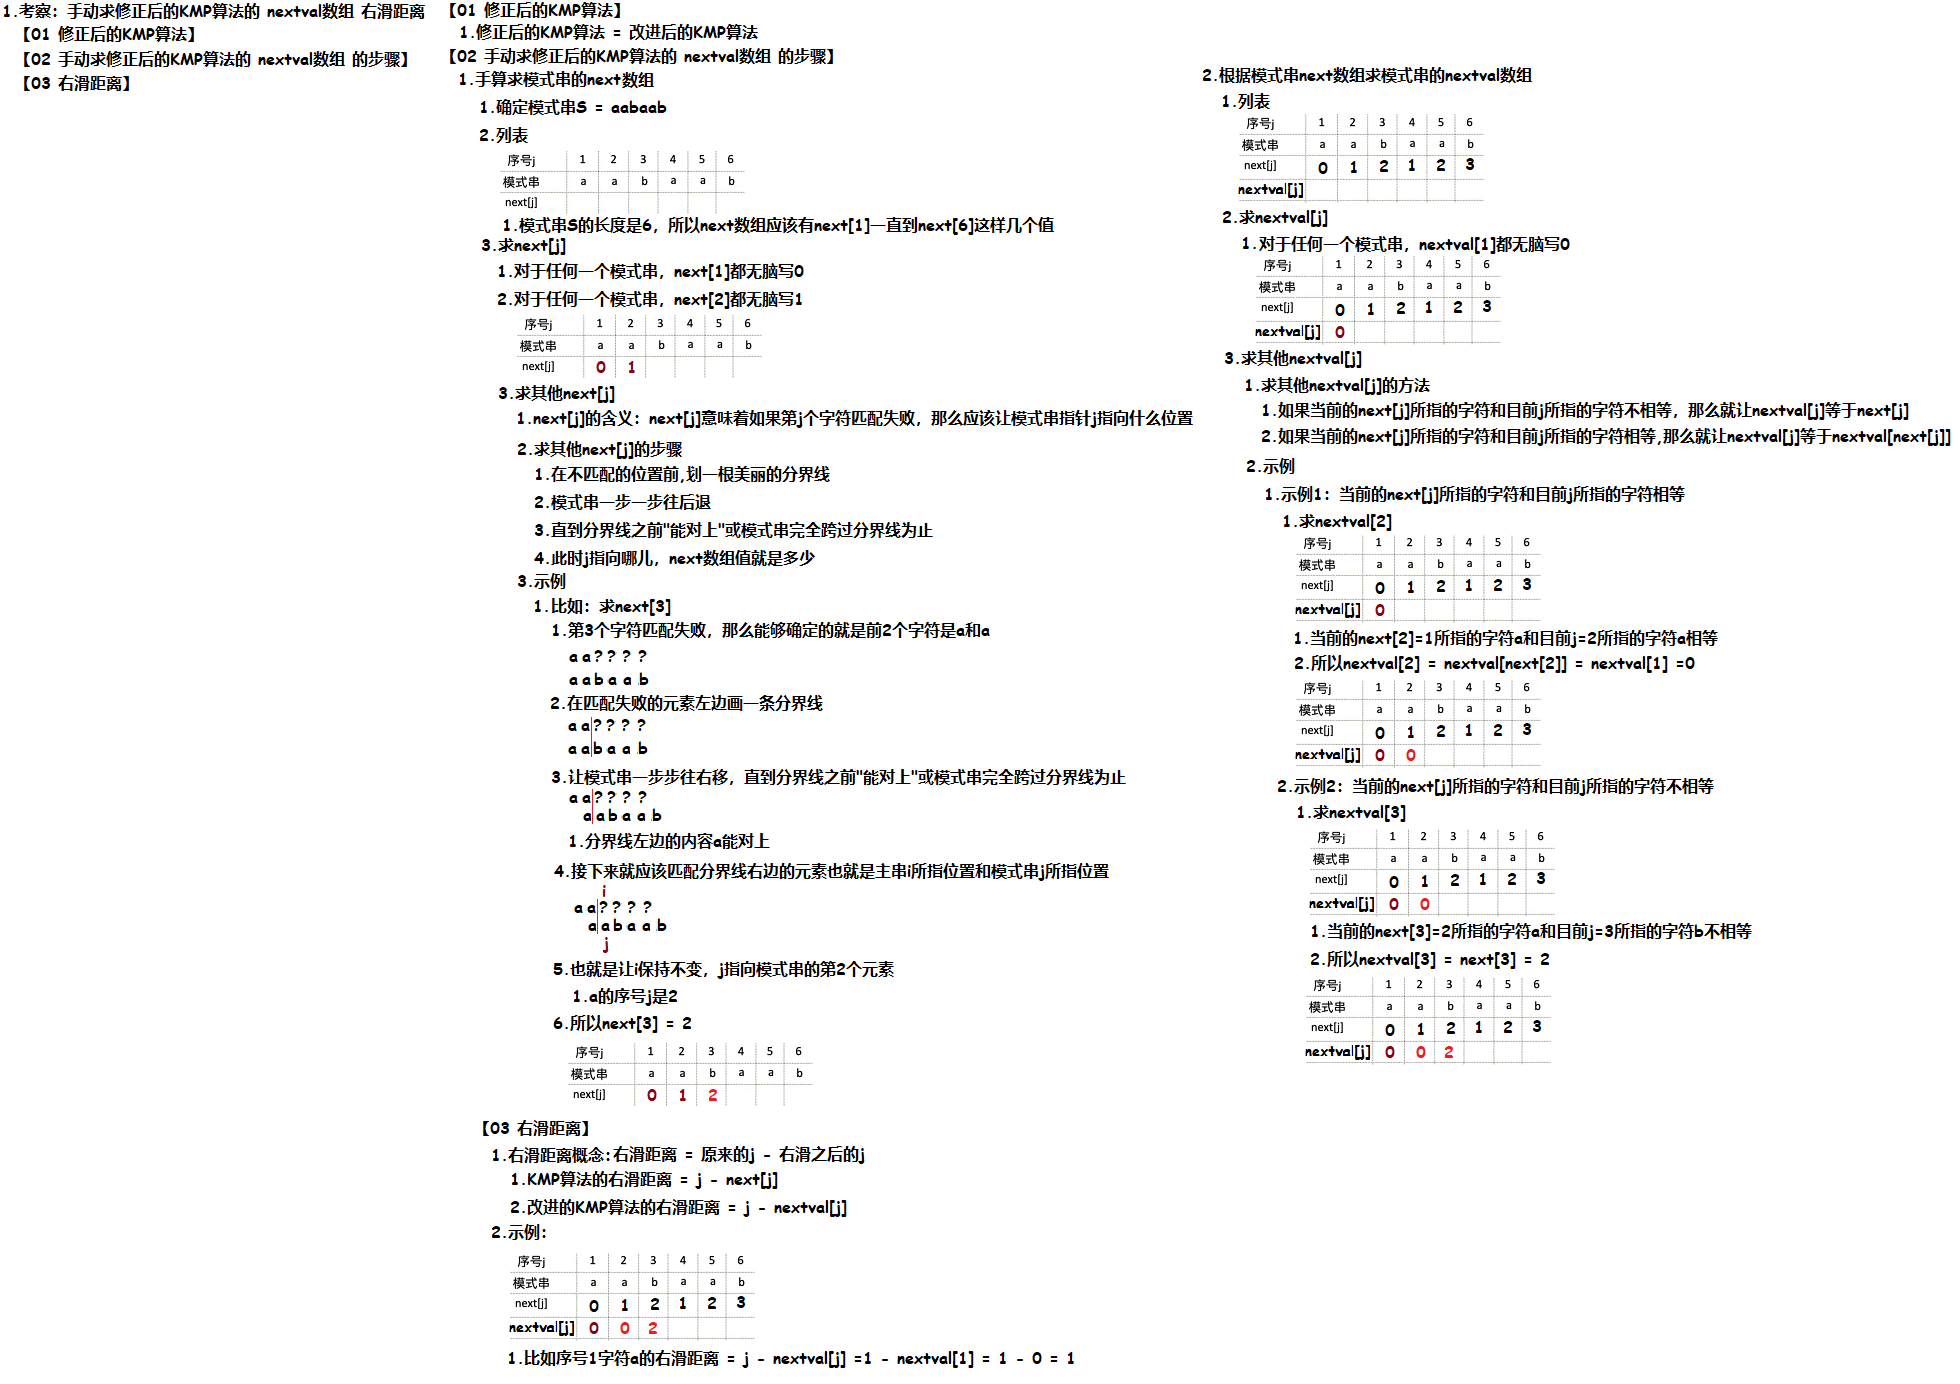 1.考察：手动求修正后的KMP算法的 nextval数组 右滑距离
【01 修正后的KMP算法】
【02 手动求修正后的KMP算法的 nextval数组 的步骤】
【03 右滑距离】
【01 修正后的KMP算法】
1.修正后的KMP算法 = 改进后的KMP算法
【02 手动求修正后的KMP算法的 nextval数组 的步骤】
1.手算求模式串的next数组
1.确定模式串S = aabaab
2.列表
序号j 1 2 3 4 5 6
模式串 a a b a a b
next[j]
1.模式串S的长度是6，所以next数组应该有next[1]一直到next[6]这样几个值
3.求next[j]
1.对于任何一个模式串，next[1]都无脑写0
2.对于任何一个模式串，next[2]都无脑写1
序号j 1 2 3 4 5 6
模式串 a a b a a b
next[j] 0 1
3.求其他next[j]
1.next[j]的含义：next[j]意味着如果第j个字符匹配失败，那么应该让模式串指针j指向什么位置
2.求其他next[j]的步骤
1.在不匹配的位置前,划一根美丽的分界线
2.模式串一步一步往后退
3.直到分界线之前"能对上"或模式串完全跨过分界线为止
4.此时j指向哪儿，next数组值就是多少
3.示例
1.比如：求next[3]
1.第3个字符匹配失败，那么能够确定的就是前2个字符是a和a
a a ? ? ? ?
a a b a a b
2.在匹配失败的元素左边画一条分界线
a a ? ? ? ?
a a b a a b
3.让模式串一步步往右移，直到分界线之前"能对上"或模式串完全跨过分界线为止
a a ? ? ? ?
a a b a a b
1.分界线左边的内容a能对上
4.接下来就应该匹配分界线右边的元素也就是主串i所指位置和模式串j所指位置
i
a a ? ? ? ?
a a b a a b
j
5.也就是让i保持不变，j指向模式串的第2个元素
1.a的序号j是2
6.所以next[3] = 2
序号j 1 2 3 4 5 6
模式串 a a b a a b
next[j] 0 1 2
【03 右滑距离】
1.右滑距离概念:右滑距离 = 原来的j - 右滑之后的j
1.KMP算法的右滑距离 = j - next[j]
2.改进的KMP算法的右滑距离 = j - nextval[j]
2.示例：
序号j 1 2 3 4 5 6
模式串 a a b a a b
next[j] 0 1 2 1 2 3
nextval[j] 0 0 2
1.比如序号1字符a的右滑距离 = j - nextval[j] =1 - nextval[1] = 1 - 0 = 1
2.根据模式串next数组求模式串的nextval数组
1.列表
序号j 1 2 3 4 5 6
模式串 a a b a a b
next[j] 0 1 2 1 2 3
nextval[j]
2.求nextval[j]
1.对于任何一个模式串，nextval[1]都无脑写0
序号j 1 2 3 4 5 6
模式串 a a b a a b
next[j] 0 1 2 1 2 3
nextval[j] 0
3.求其他nextval[j]
1.求其他nextval[j]的方法
1.如果当前的next[j]所指的字符和目前j所指的字符不相等，那么就让nextval[j]等于next[j]
2.如果当前的next[j]所指的字符和目前j所指的字符相等,那么就让nextval[j]等于nextval[next[j]]
2.示例
1.示例1：当前的next[j]所指的字符和目前j所指的字符相等
1.求nextval[2]
序号j 1 2 3 4 5 6
模式串 a a b a a b
next[j] 0 1 2 1 2 3
nextval[j] 0
1.当前的next[2]=1所指的字符a和目前j=2所指的字符a相等
2.所以nextval[2] = nextval[next[2]] = nextval[1] =0
序号j 1 2 3 4 5 6
模式串 a a b a a b
next[j] 0 1 2 1 2 3
nextval[j] 0 0
2.示例2：当前的next[j]所指的字符和目前j所指的字符不相等
1.求nextval[3]
序号j 1 2 3 4 5 6
模式串 a a b a a b
next[j] 0 1 2 1 2 3
nextval[j] 0 0
1.当前的next[3]=2所指的字符a和目前j=3所指的字符b不相等
2.所以nextval[3] = next[3] = 2
序号j 1 2 3 4 5 6
模式串 a a b a a b
next[j] 0 1 2 1 2 3
nextval[j] 0 0 2